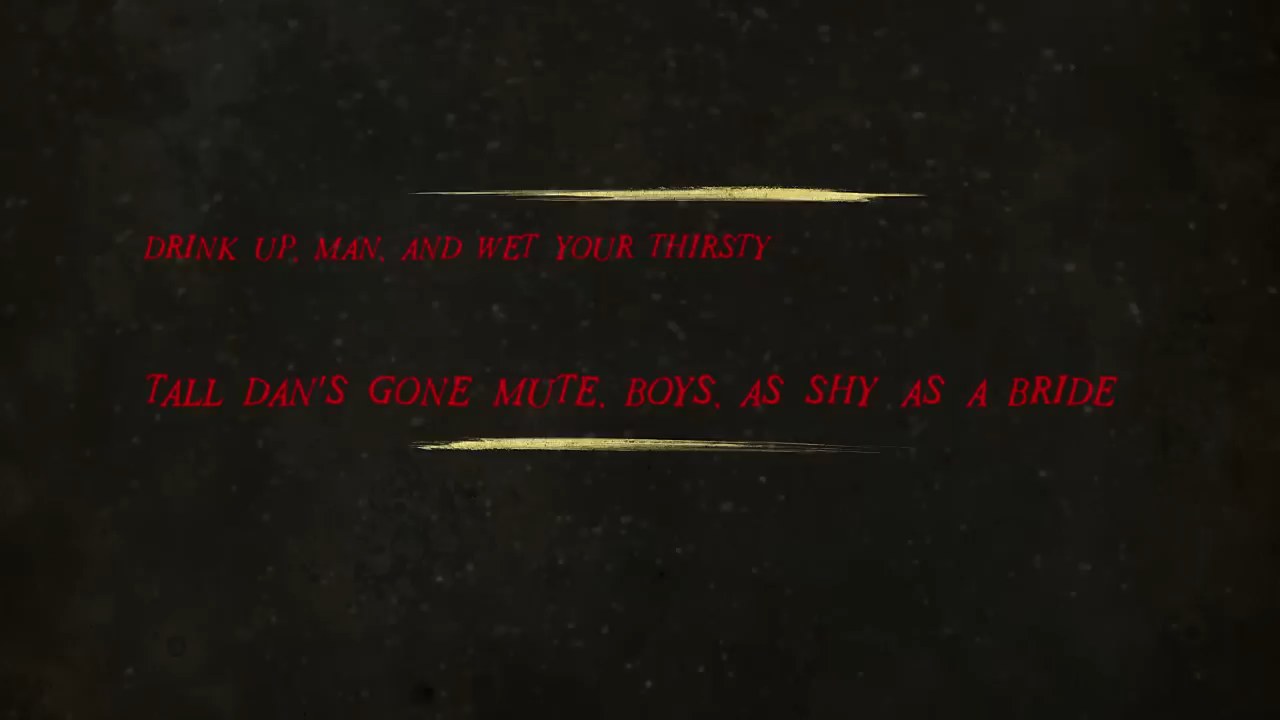 DRINK UP, MAN, AND WET YOUR THIRSTY
TALL DAN'S GONE MUTE, BOYS, AS SHY AS A BRIDE